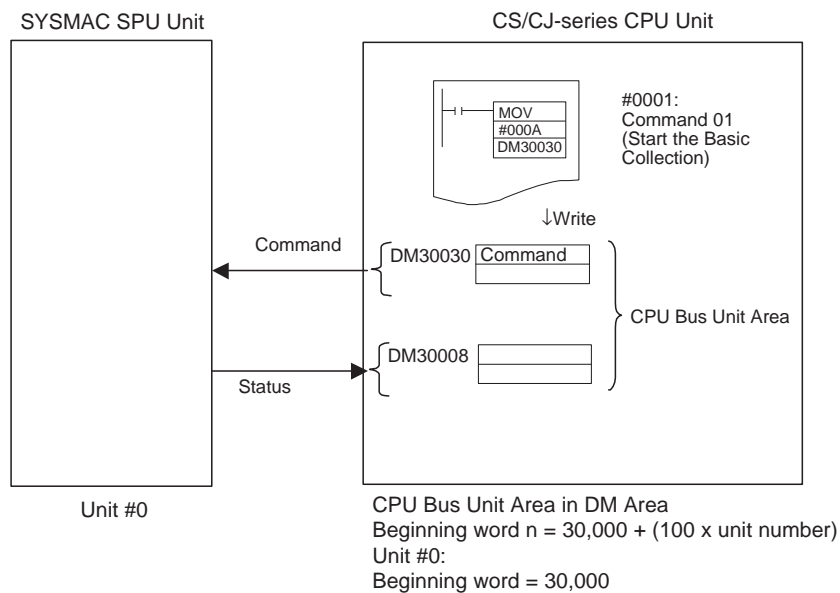 SYSMAC SPU Unit
CS/CJ-series CPU Unit
MOV
#000A
DM30030
#0001:
Command 01
(Start the Basic
Collection)
↓Write
Command
DM30030
Command
CPU Bus Unit Area
DM30008
Status
Unit #0
CPU Bus Unit Area in DM Area
Beginning word n = 30,000 + (100 x unit number)
Unit #0:
Beginning word = 30,000